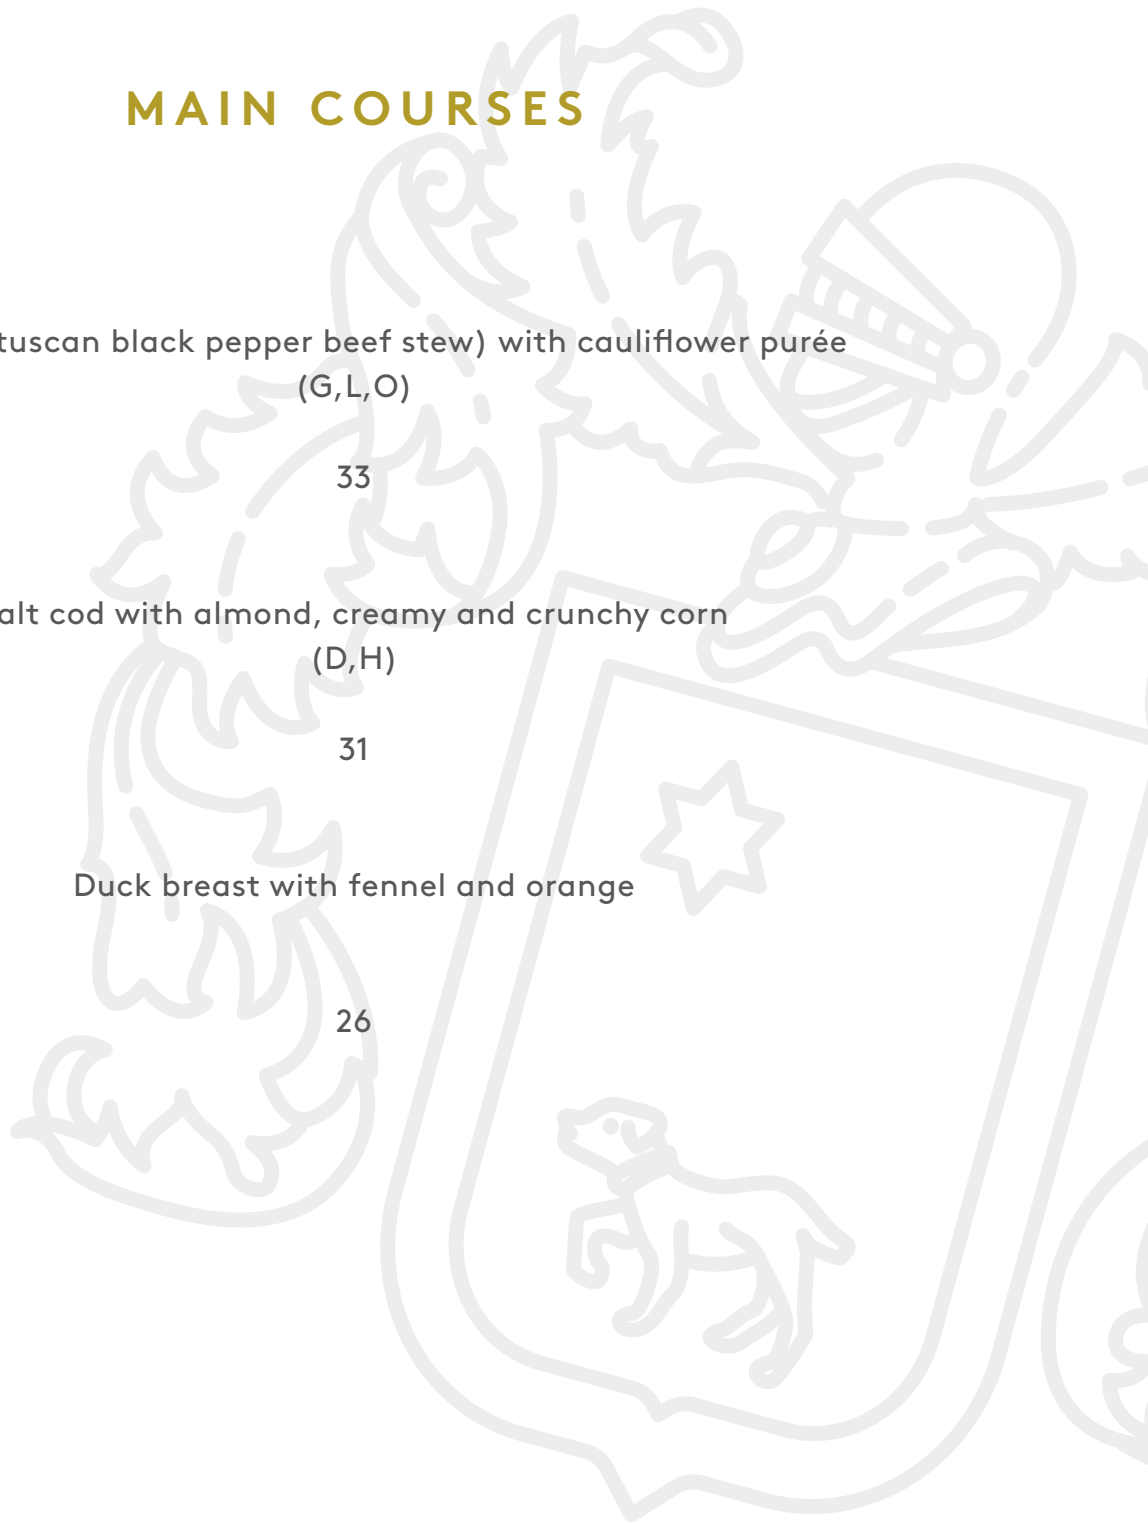 MAIN COURSES
tuscan black pepper beef stew) with cauliflower purée
(G,L,O)
33
alt cod with almond, creamy and crunchy corn
(D,H)
31
Duck breast with fennel and orange
26